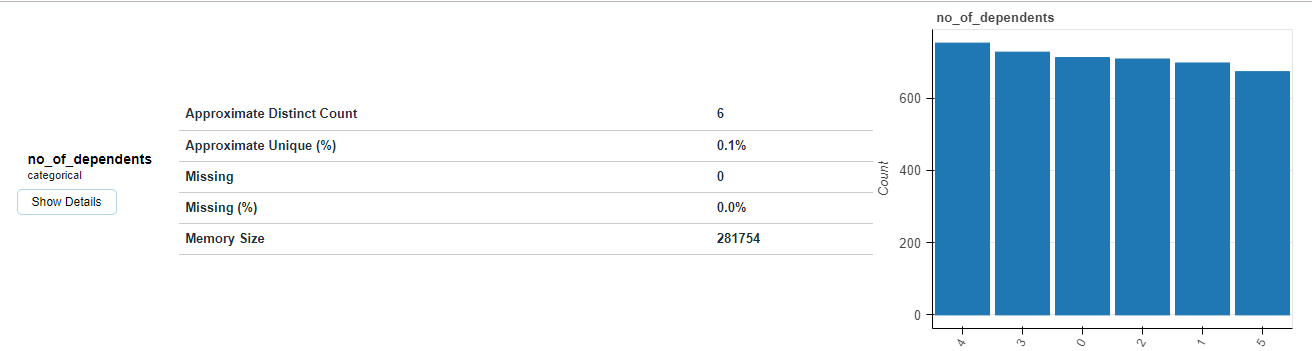 no_of_dependents
categorical
Show Details
Approximate Distinct Count 6
Approximate Unique (%) 0.1%
Missing 0
Missing (%) 0.0%
Memory Size 281754
no_of_dependents
Count
600
400
200
0
4 3 0 2 1 5